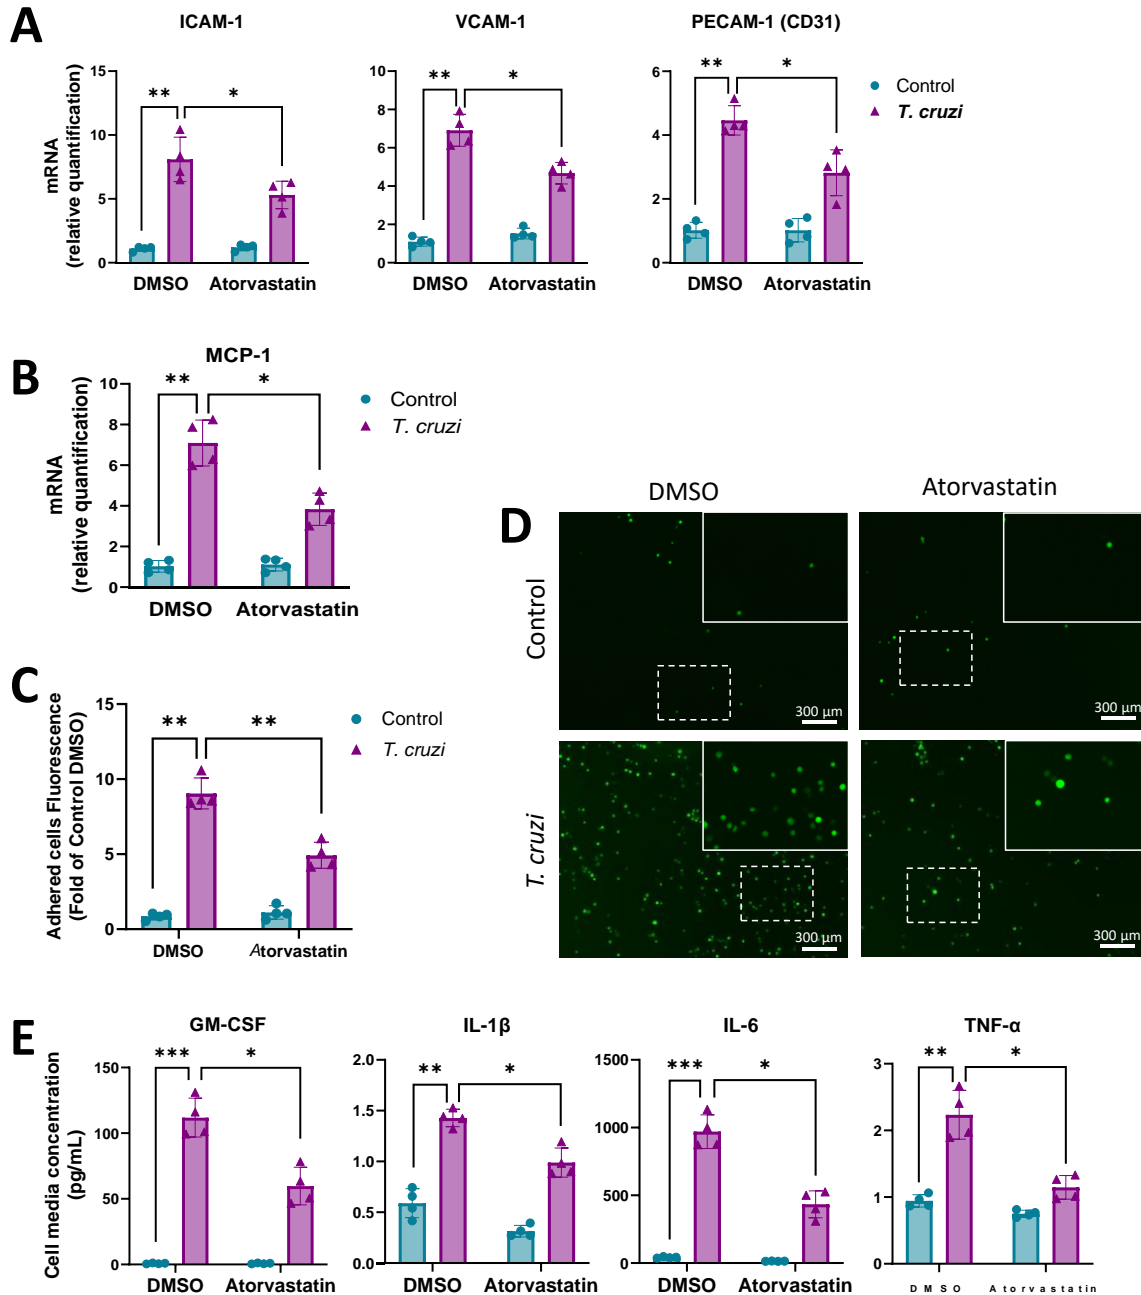 A
ICAM-1
VCAM-1
PECAM-1 (CD31)
mRNA
(relative quantification)
15
10
5
0
** *
DMSO Atorvastatin
10
8
6
4
2
0
** *
DMSO Atorvastatin
6
4
2
0
** *
DMSO Atorvastatin
Control
T. cruzi
B
MCP-1
mRNA
(relative quantification)
10
8
6
4
2
0
** *
DMSO Atorvastatin
Control
T. cruzi
C
Adhered cells Fluorescence
(Fold of Control DMSO)
15
10
5
0
** **
DMSO Atorvastatin
Control
T. cruzi
D
DMSO Atorvastatin
Control
300 µm
300 µm
T. cruzi
300 µm
300 µm
E
GM-CSF
IL-1β
IL-6
TNF-α
Cell media concentration
(pg/mL)
150
100
50
0
*** *
DMSO Atorvastatin
2.0
1.5
1.0
0.5
0.0
** *
DMSO Atorvastatin
1500
1000
500
0
*** *
DMSO Atorvastatin
3
2
1
0
** *
DMSO Atorvastatin